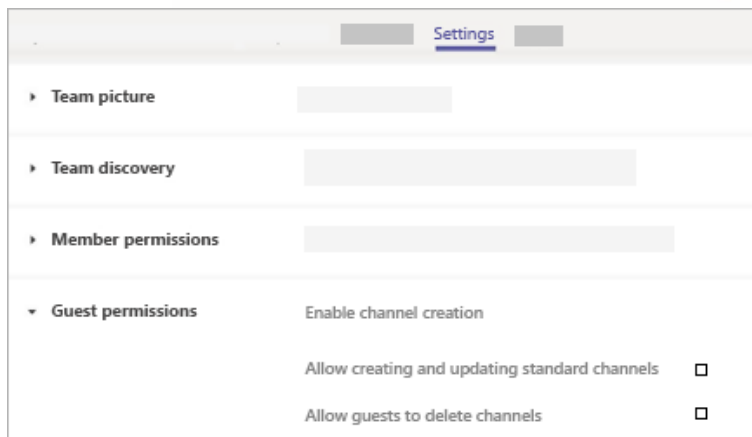 Settings
Team picture
Team discovery
Member permissions
Guest permissions
Enable channel creation
Allow creating and updating standard channels
Allow guests to delete channels